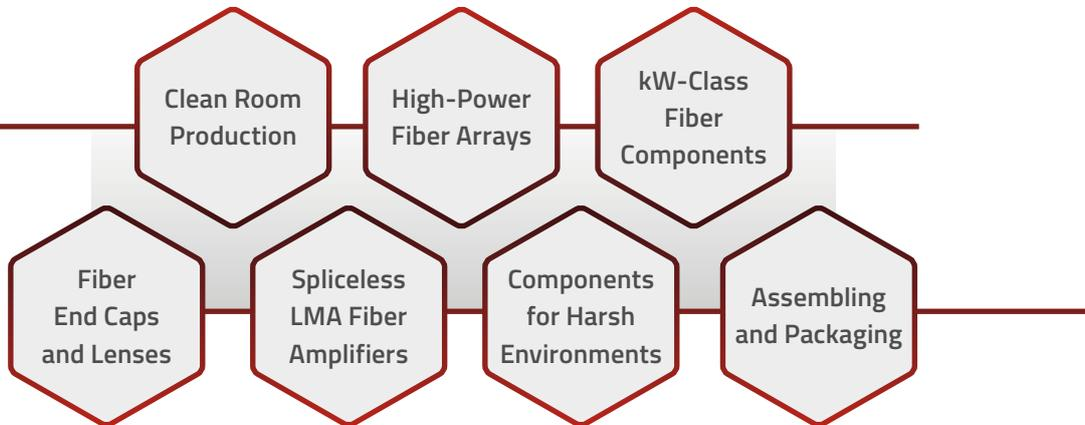 Clean Room
Production
High-Power
Fiber Arrays
kW-Class
Fiber
Components
Fiber
End Caps
and Lenses
Spliceless
LMA Fiber
Amplifiers
Components
for Harsh
Environments
Assembling
and Packaging